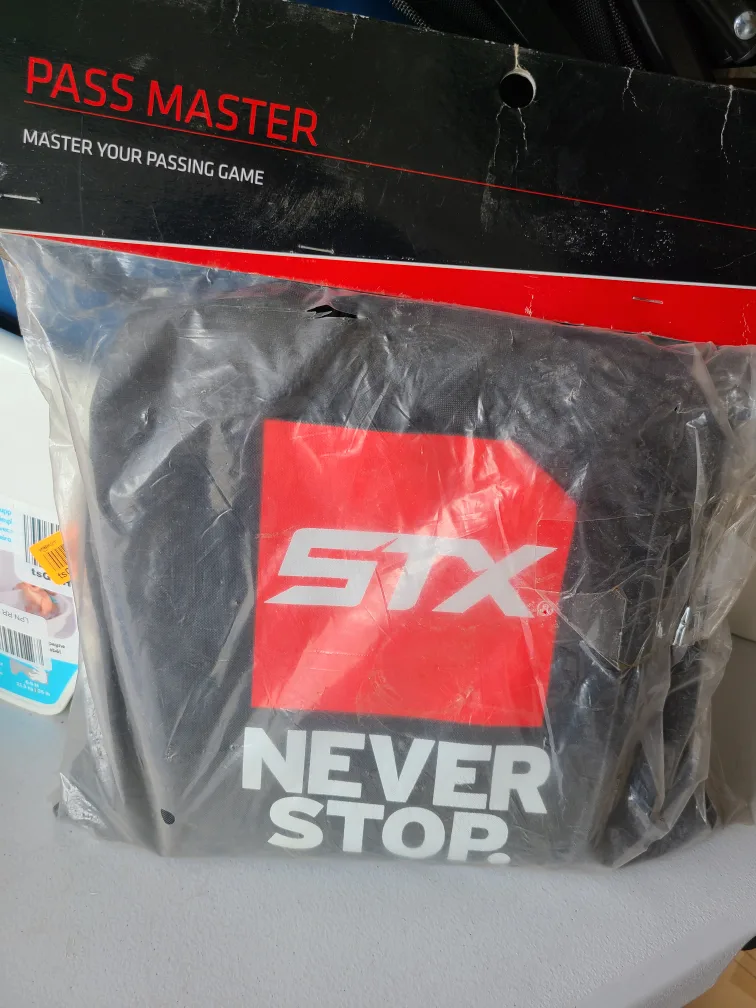 PASS MASTER
MASTER YOUR PASSING GAME
STX®
NEVER
STOP.